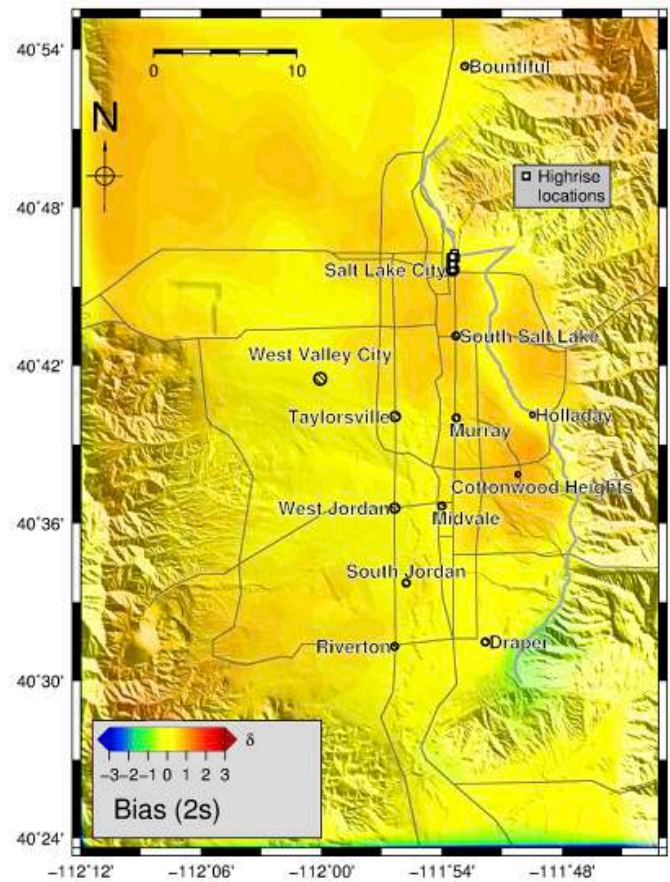 40°54'
40°48'
40°42'
40°36'
40°30'
40°24'
0 10
N
Bountiful
Highrise
locations
Salt Lake City
South Salt Lake
West Valley City
Taylorsville
Murray
Holladay
Cottonwood Heights
West Jordan
Midvale
South Jordan
Riverton
Draper
δ
−3 −2 −1 0 1 2 3
Bias (2s)
−112°12' −112°06' −112°00' −111°54' −111°48'